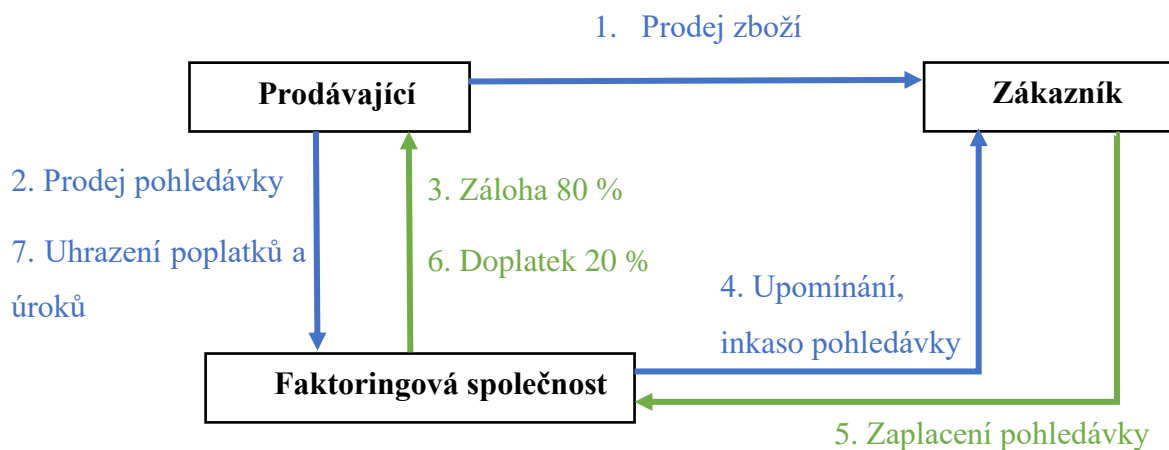 1. Prodej zboží
Prodávající
Zákazník
2. Prodej pohledávky
3. Záloha 80 %
7. Uhrazení poplatků a
úroků
6. Doplatek 20 %
4. Upomínání,
inkaso pohledávky
Faktoringová společnost
5. Zaplacení pohledávky